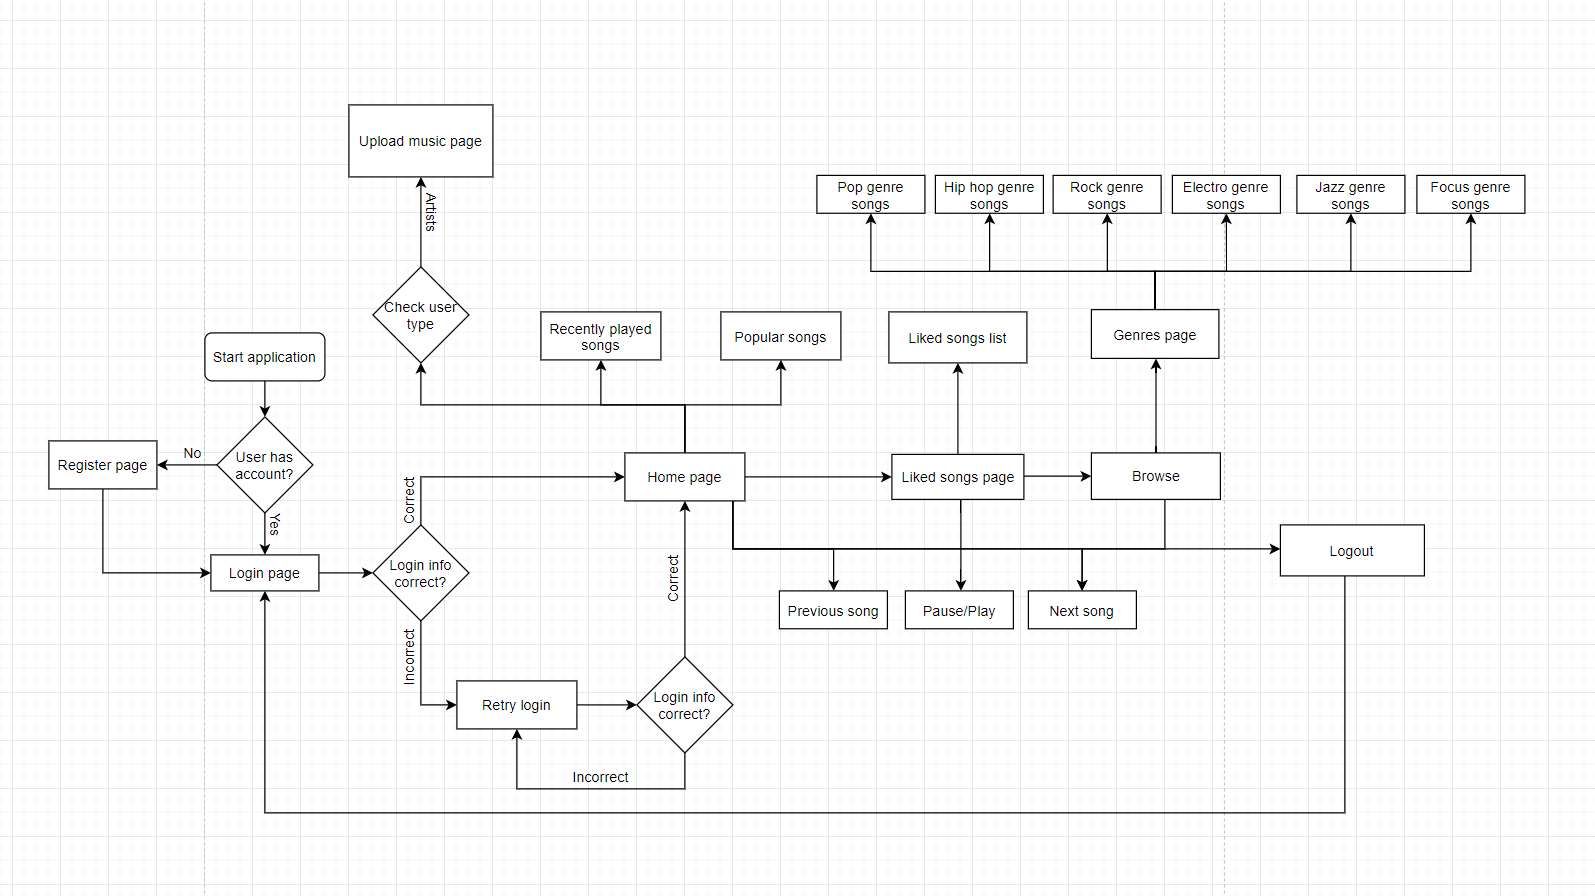 Upload music page
Artists
Pop genre
songs
Hip hop genre
songs
Rock genre
songs
Electro genre
songs
Jazz genre
songs
Focus genre
songs
Check user
type
Recently played
songs
Popular songs
Liked songs list
Genres page
Start application
User has
account?
No
Yes
Register page
Login page
Login info
correct?
Correct
Incorrect
Home page
Liked songs page
Browse
Logout
Previous song
Pause/Play
Next song
Correct
Retry login
Login info
correct?
Incorrect